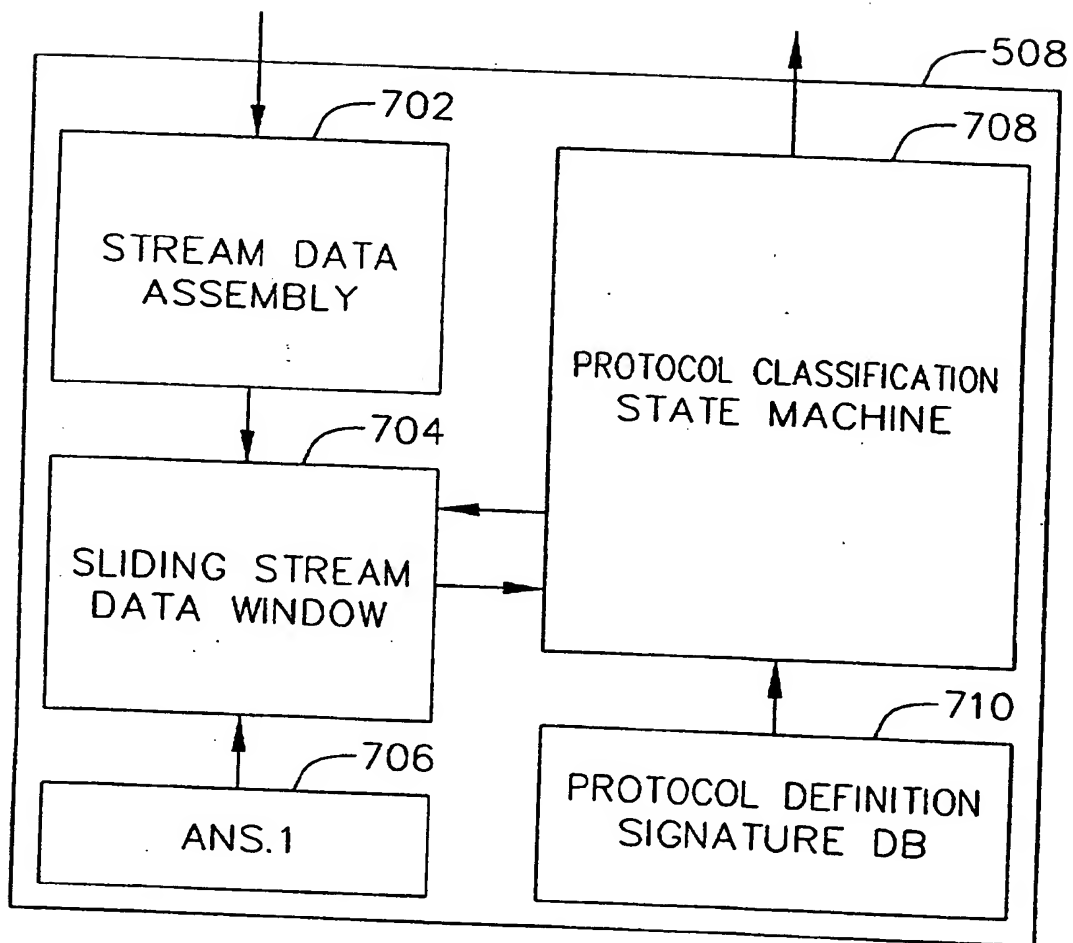 508
702
STREAM DATA
ASSEMBLY
708
PROTOCOL CLASSIFICATION
STATE MACHINE
704
SLIDING STREAM
DATA WINDOW
706
ANS.1
710
PROTOCOL DEFINITION
SIGNATURE DB